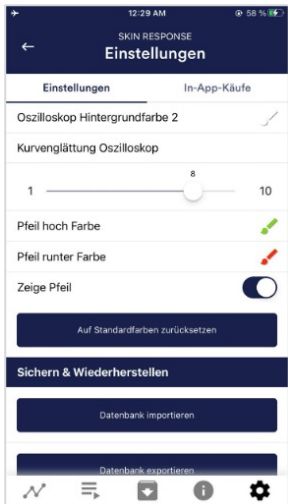 12:29 AM
58 %
SKIN RESPONSE
Einstellungen
Einstellungen In-App-Käufe
Oszilloskop Hintergrundfarbe 2
Kurvenglättung Oszilloskop
8
1 10
Pfeil hoch Farbe
Pfeil runter Farbe
Zeige Pfeil
Auf Standardfarben zurücksetzen
Sichern & Wiederherstellen
Datenbank importieren
Datenbank exportieren